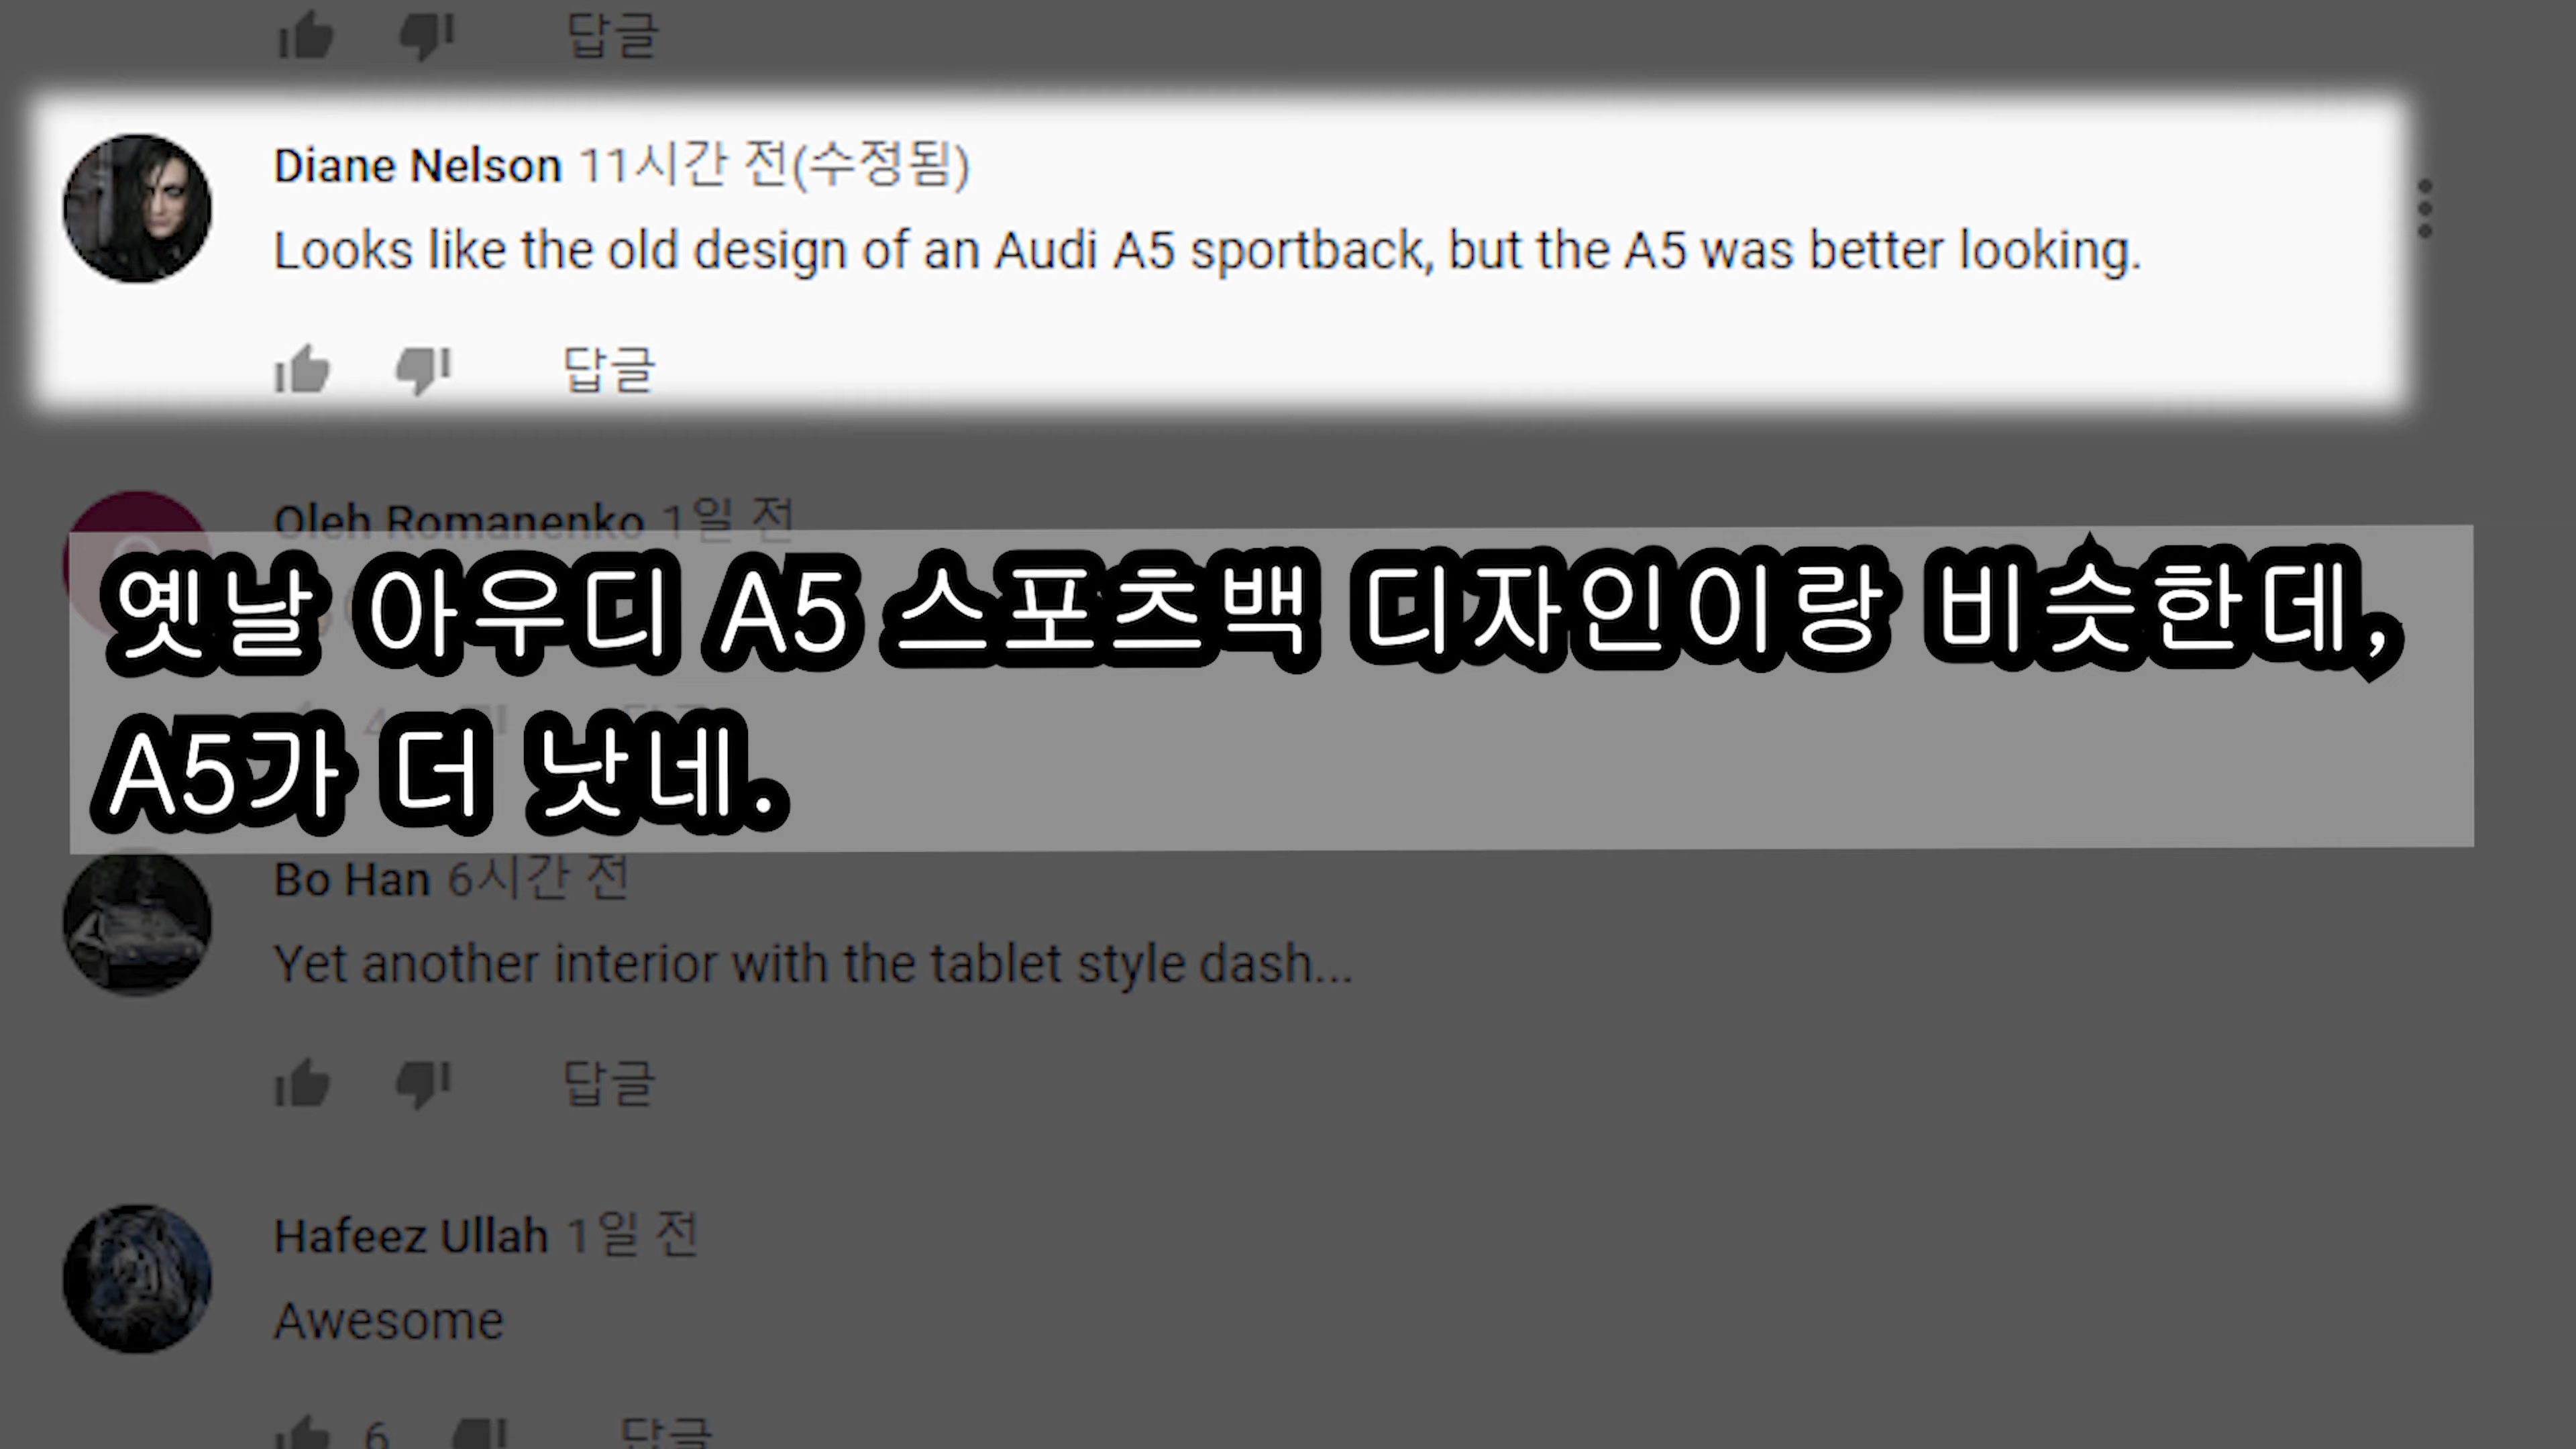 답글
Diane Nelson 11시간 전(수정됨)
Looks like the old design of an Audi A5 sportback, but the A5 was better looking.
답글
Oleh Romanenko 1일 전
옛날 아우디 A5 스포츠백 디자인이랑 비슷한데,
4 답글
A5가 더 낫네.
Bo Han 6시간 전
Yet another interior with the tablet style dash...
답글
Hafeez Ullah 1일 전
Awesome
6 답글